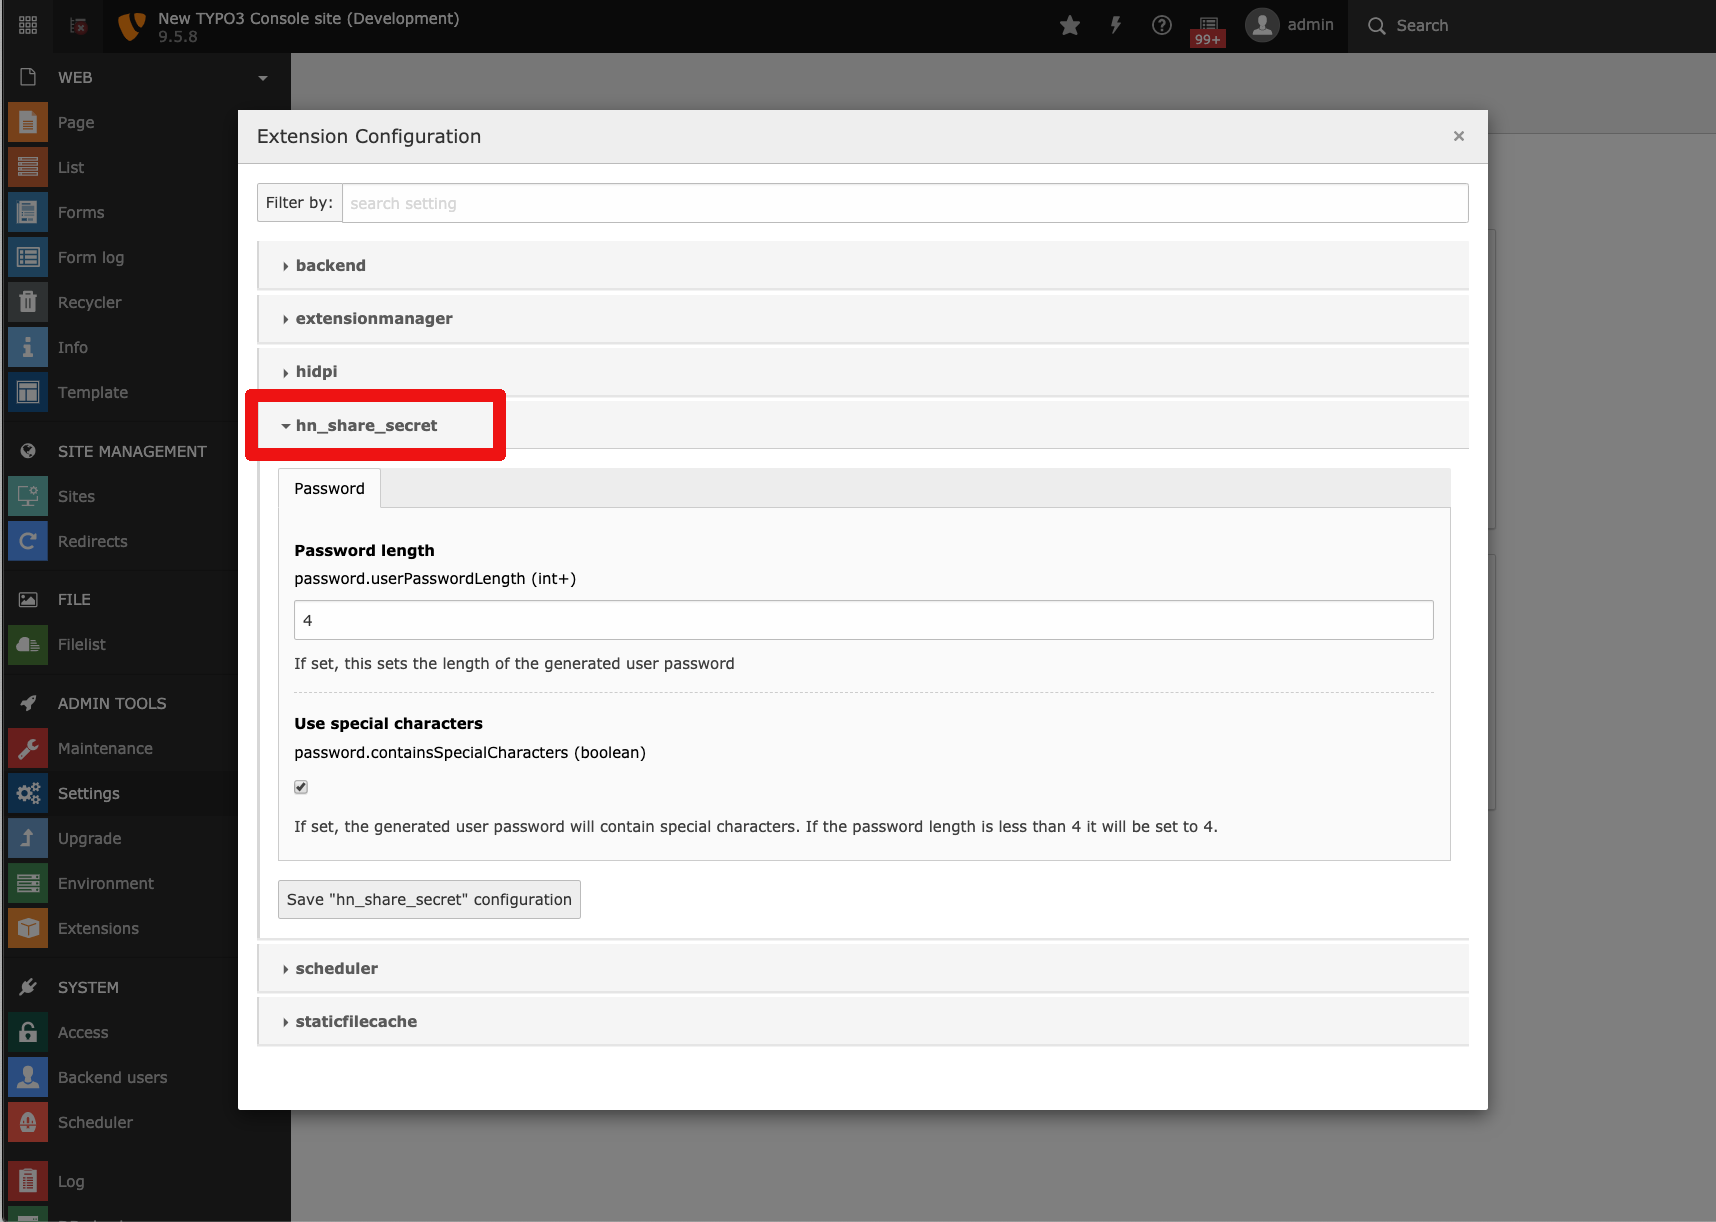 New TYPO3 Console site (Development)
9.5.8
99+
admin
Search
WEB
Page
List
Forms
Form log
Recycler
Info
Template
SITE MANAGEMENT
Sites
Redirects
FILE
Filelist
ADMIN TOOLS
Maintenance
Settings
Upgrade
Environment
Extensions
SYSTEM
Access
Backend users
Scheduler
Log
Extension Configuration
×
Filter by:
search setting
backend
extensionmanager
hidpi
hn_share_secret
Password
Password length
password.userPasswordLength (int+)
4
If set, this sets the length of the generated user password
Use special characters
password.containsSpecialCharacters (boolean)
If set, the generated user password will contain special characters. If the password length is less than 4 it will be set to 4.
Save "hn_share_secret" configuration
scheduler
staticfilecache